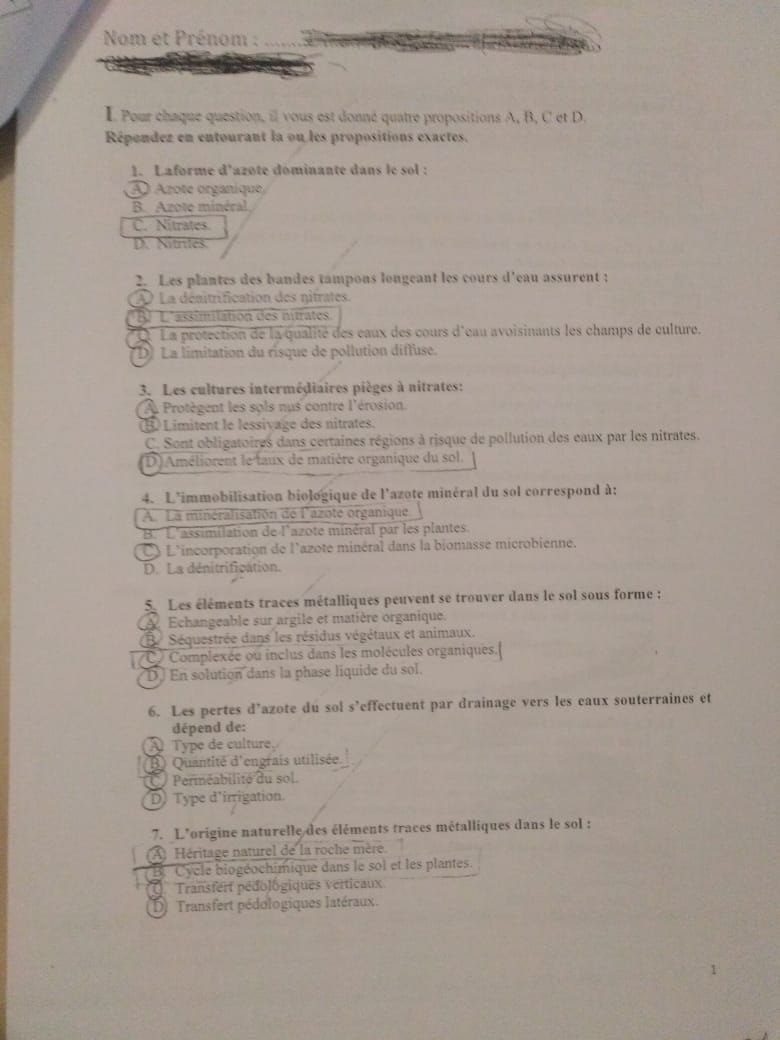 Nom et Prénom : ......
I. Pour chaque question, il vous est donné quatre propositions A, B, C et D.
Répondez en entourant la ou les propositions exactes.
1. Laforme d'azote dominante dans le sol :
A. Azote organique.
B. Azote minéral.
C. Nitrates.
D. Nitrites.
2. Les plantes des bandes tampons longeant les cours d'eau assurent :
A. La dénitrification des nitrates.
B. L'assimilation des nitrates.
C. La protection de la qualité des eaux des cours d'eau avoisinants les champs de culture.
D. La limitation du risque de pollution diffuse.
3. Les cultures intermédiaires pièges à nitrates:
A. Protègent les sols nus contre l'érosion.
B. Limitent le lessivage des nitrates.
C. Sont obligatoires dans certaines régions à risque de pollution des eaux par les nitrates.
D. Améliorent le taux de matière organique du sol.
4. L'immobilisation biologique de l'azote minéral du sol correspond à:
A. La minéralisation de l'azote organique.
B. L'assimilation de l'azote minéral par les plantes.
C. L'incorporation de l'azote minéral dans la biomasse microbienne.
D. La dénitrification.
5. Les éléments traces métalliques peuvent se trouver dans le sol sous forme :
A. Echangeable sur argile et matière organique.
B. Séquestrée dans les résidus végétaux et animaux.
C. Complexée ou inclus dans les molécules organiques.
D. En solution dans la phase liquide du sol.
6. Les pertes d'azote du sol s'effectuent par drainage vers les eaux souterraines et
dépend de:
A. Type de culture.
B. Quantité d'engrais utilisée.
C. Perméabilité du sol.
D. Type d'irrigation.
7. L'origine naturelle des éléments traces métalliques dans le sol :
A. Héritage naturel de la roche mère.
B. Cycle biogéochimique dans le sol et les plantes.
C. Transfert pédologiques verticaux.
D. Transfert pédologiques latéraux.
1